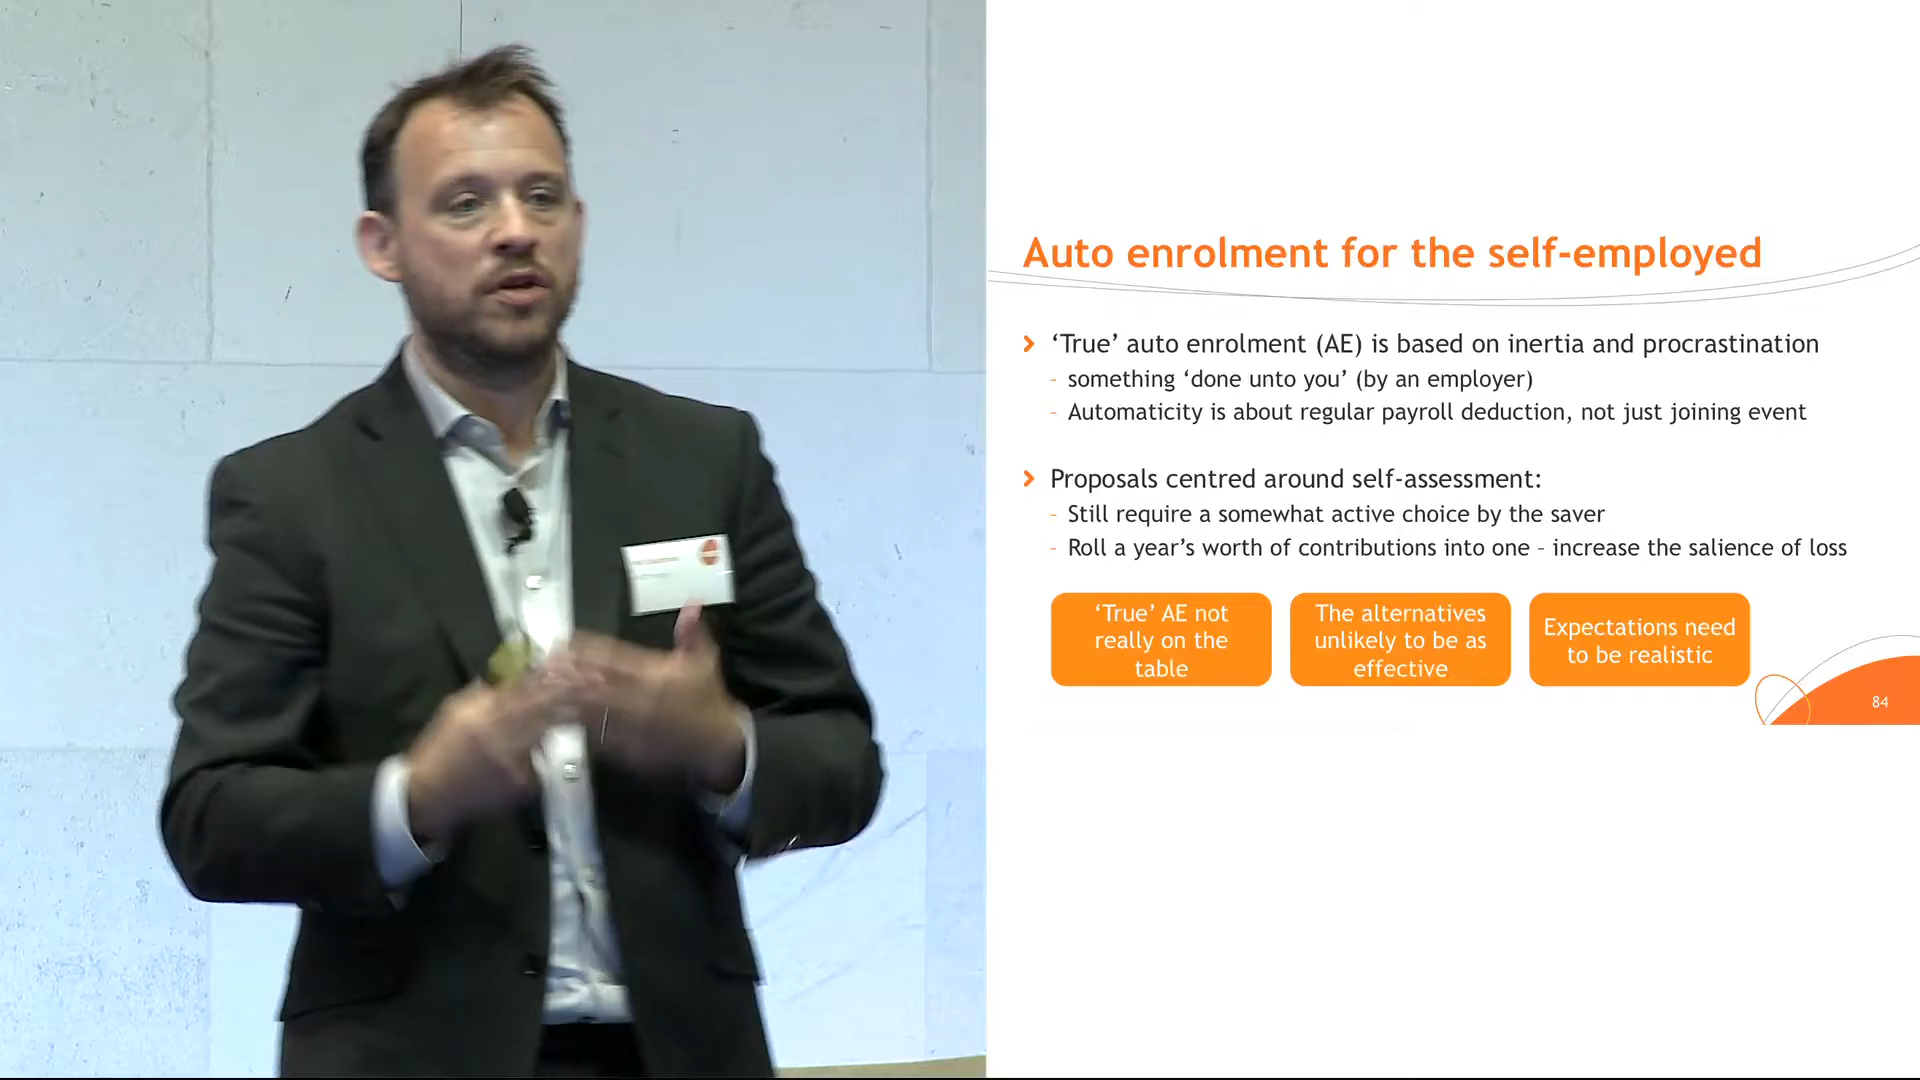 Auto enrolment for the self-employed
‘True’ auto enrolment (AE) is based on inertia and procrastination
- something ‘done unto you’ (by an employer)
- Automaticity is about regular payroll deduction, not just joining event
Proposals centred around self-assessment:
- Still require a somewhat active choice by the saver
- Roll a year’s worth of contributions into one – increase the salience of loss
‘True’ AE not
really on the
table
The alternatives
unlikely to be as
effective
Expectations need
to be realistic
84